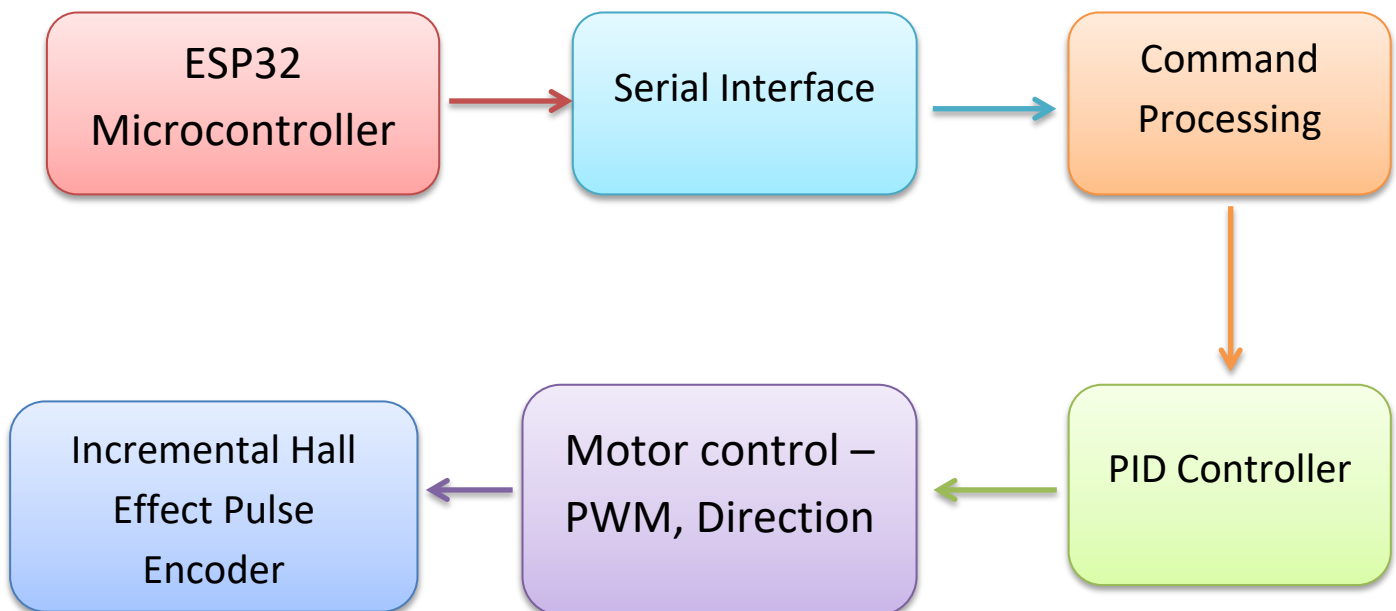 ESP32
Microcontroller
Serial Interface
Command
Processing
Incremental Hall
Effect Pulse
Encoder
Motor control –
PWM, Direction
PID Controller